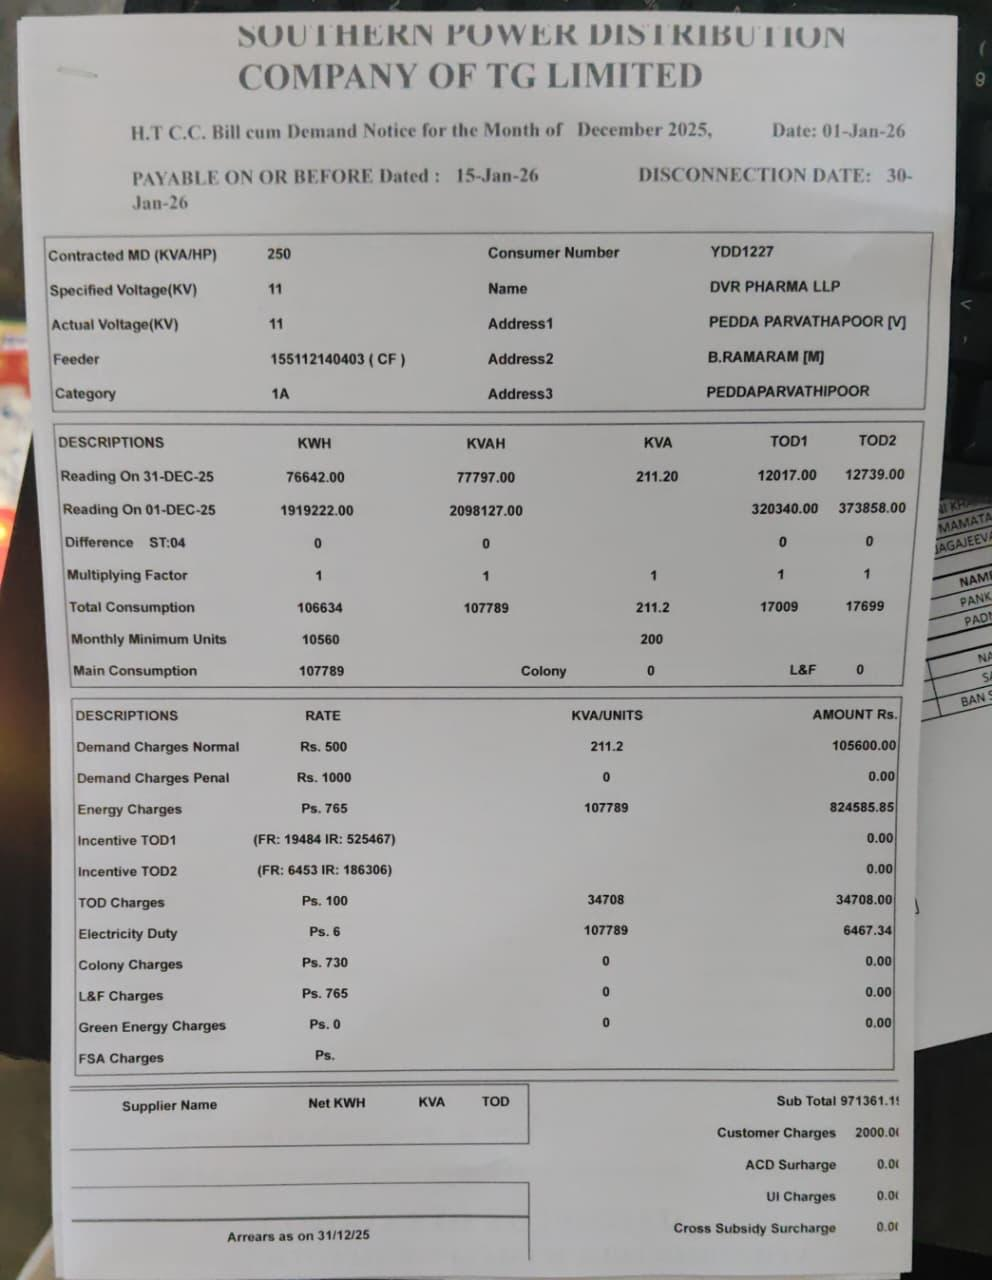 SOUTHERN POWER DISTRIBUTION
COMPANY OF TG LIMITED
H.T C.C. Bill cum Demand Notice for the Month of December 2025, Date: 01-Jan-26
PAYABLE ON OR BEFORE Dated : 15-Jan-26 DISCONNECTION DATE: 30-
Jan-26
Contracted MD (KVA/HP) 250 Consumer Number YDD1227
Specified Voltage(KV) 11 Name DVR PHARMA LLP
Actual Voltage(KV) 11 Address1 PEDDA PARVATHAPOOR [V]
Feeder 155112140403 ( CF ) Address2 B.RAMARAM [M]
Category 1A Address3 PEDDAPARVATHIPOOR
DESCRIPTIONS KWH KVAH KVA TOD1 TOD2
Reading On 31-DEC-25 76642.00 77797.00 211.20 12017.00 12739.00
Reading On 01-DEC-25 1919222.00 2098127.00 320340.00 373858.00
Difference ST:04 0 0 0 0
Multiplying Factor 1 1 1 1 1
Total Consumption 106634 107789 211.2 17009 17699
Monthly Minimum Units 10560 200
Main Consumption 107789 Colony 0 L&F 0
DESCRIPTIONS RATE KVA/UNITS AMOUNT Rs.
Demand Charges Normal Rs. 500 211.2 105600.00
Demand Charges Penal Rs. 1000 0 0.00
Energy Charges Ps. 765 107789 824585.85
Incentive TOD1 (FR: 19484 IR: 525467) 0.00
Incentive TOD2 (FR: 6453 IR: 186306) 0.00
TOD Charges Ps. 100 34708 34708.00
Electricity Duty Ps. 6 107789 6467.34
Colony Charges Ps. 730 0 0.00
L&F Charges Ps. 765 0 0.00
Green Energy Charges Ps. 0 0 0.00
FSA Charges Ps.
Supplier Name Net KWH KVA TOD
Sub Total 971361.19
Customer Charges 2000.00
ACD Surharge 0.00
UI Charges 0.00
Cross Subsidy Surcharge 0.00
Arrears as on 31/12/25
MAMATA
NAME
PANK
NA
BAN S